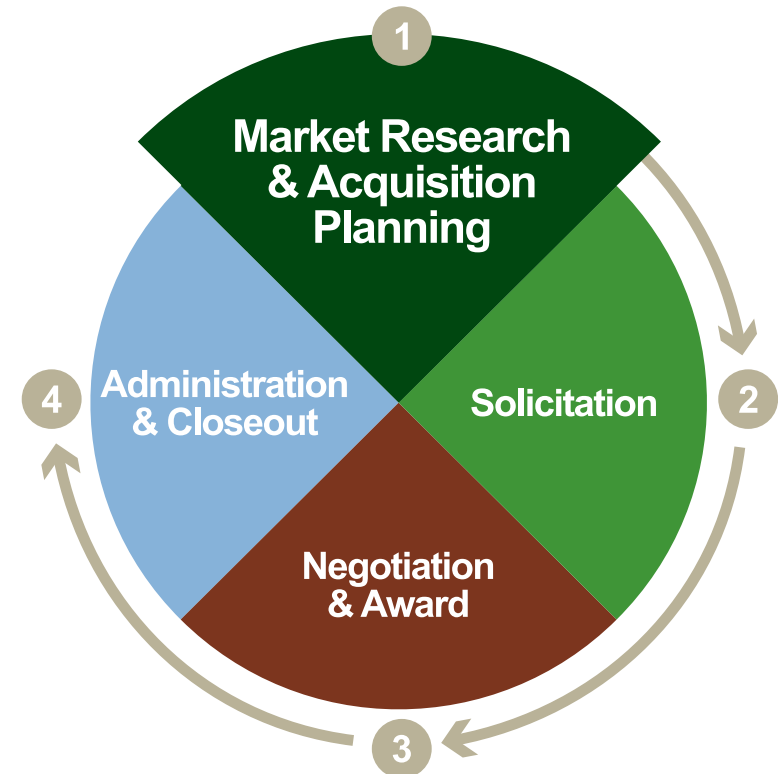 1
Market Research
& Acquisition
Planning
2
Solicitation
3
Negotiation
& Award
4
Administration
& Closeout